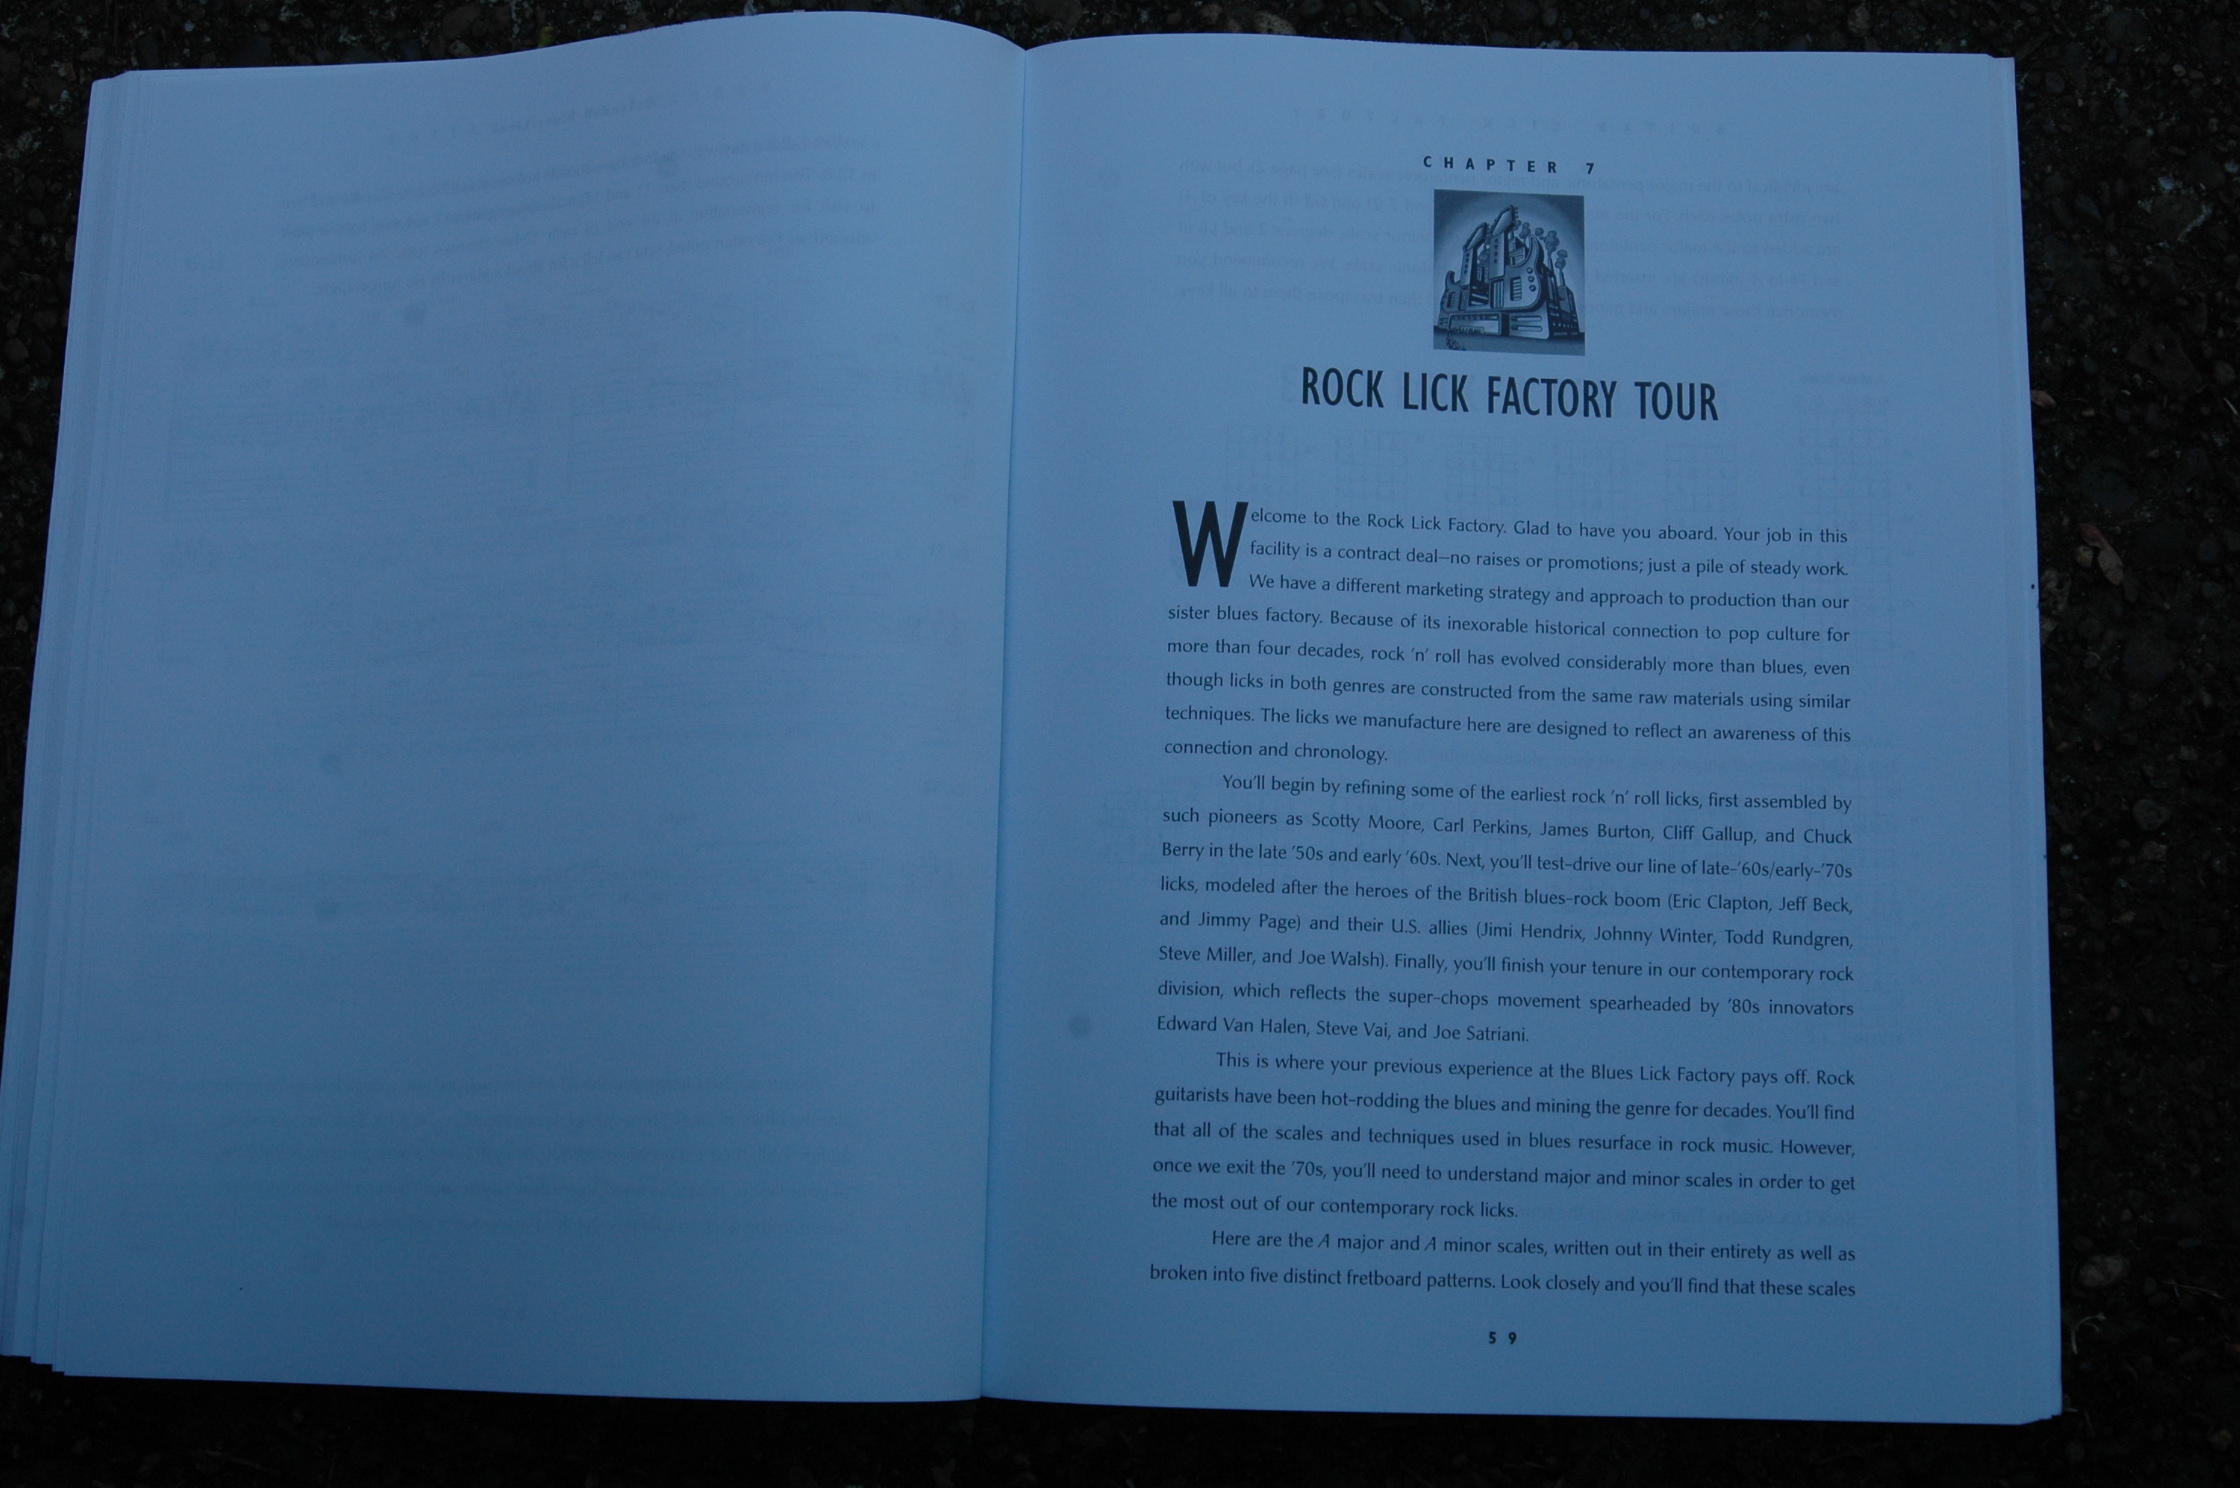 CHAPTER 7
ROCK LICK FACTORY TOUR
Welcome to the Rock Lick Factory. Glad to have you aboard. Your job in this
facility is a contract deal—no raises or promotions; just a pile of steady work.
We have a different marketing strategy and approach to production than our
sister blues factory. Because of its inexorable historical connection to pop culture for
more than four decades, rock ’n’ roll has evolved considerably more than blues, even
though licks in both genres are constructed from the same raw materials using similar
techniques. The licks we manufacture here are designed to reflect an awareness of this
connection and chronology.
You’ll begin by refining some of the earliest rock ’n’ roll licks, first assembled by
such pioneers as Scotty Moore, Carl Perkins, James Burton, Cliff Gallup, and Chuck
Berry in the late ’50s and early ’60s. Next, you’ll test-drive our line of late-’60s/early-’70s
licks, modeled after the heroes of the British blues-rock boom (Eric Clapton, Jeff Beck,
and Jimmy Page) and their U.S. allies (Jimi Hendrix, Johnny Winter, Todd Rundgren,
Steve Miller, and Joe Walsh). Finally, you’ll finish your tenure in our contemporary rock
division, which reflects the super-chops movement spearheaded by ’80s innovators
Edward Van Halen, Steve Vai, and Joe Satriani.
This is where your previous experience at the Blues Lick Factory pays off. Rock
guitarists have been hot-rodding the blues and mining the genre for decades. You’ll find
that all of the scales and techniques used in blues resurface in rock music. However,
once we exit the ’70s, you’ll need to understand major and minor scales in order to get
the most out of our contemporary rock licks.
Here are the A major and A minor scales, written out in their entirety as well as
broken into five distinct fretboard patterns. Look closely and you’ll find that these scales
59